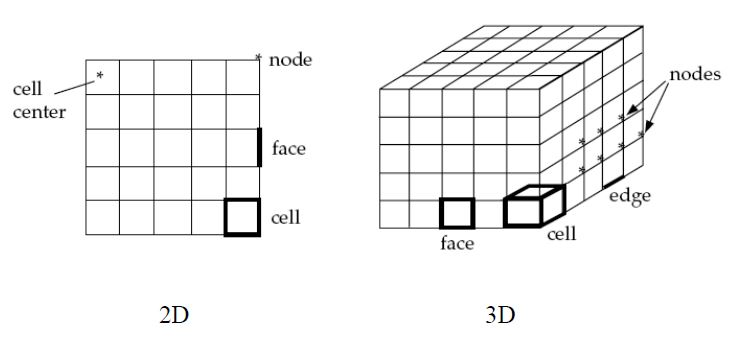 * node
*
cell
center
face
cell
2D
nodes
edge
face
cell
3D